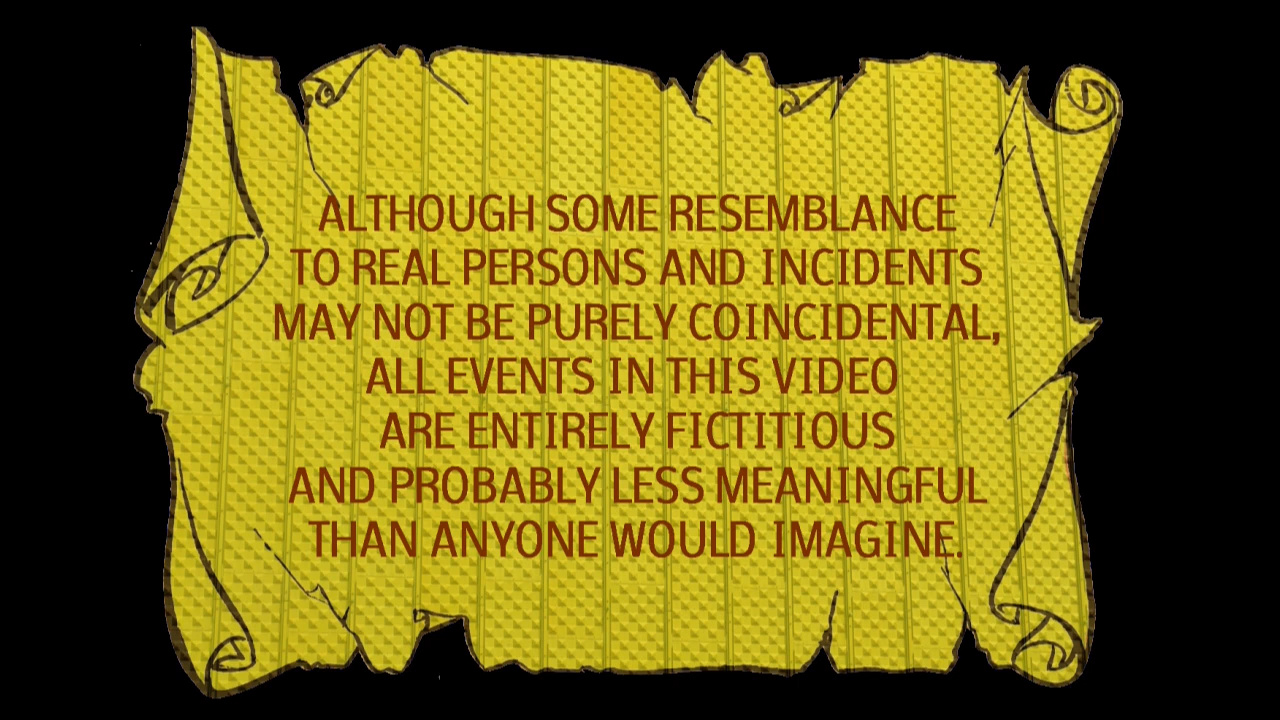 ALTHOUGH SOME RESEMBLANCE
TO REAL PERSONS AND INCIDENTS
MAY NOT BE PURELY COINCIDENTAL,
ALL EVENTS IN THIS VIDEO
ARE ENTIRELY FICTITIOUS
AND PROBABLY LESS MEANINGFUL
THAN ANYONE WOULD IMAGINE.